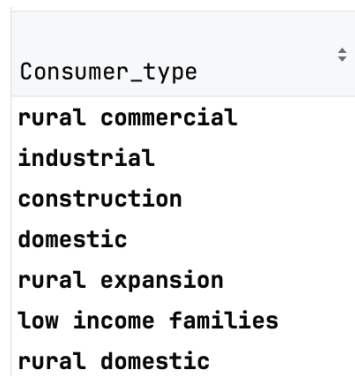 Consumer_type
rural commercial
industrial
construction
domestic
rural expansion
low income families
rural domestic